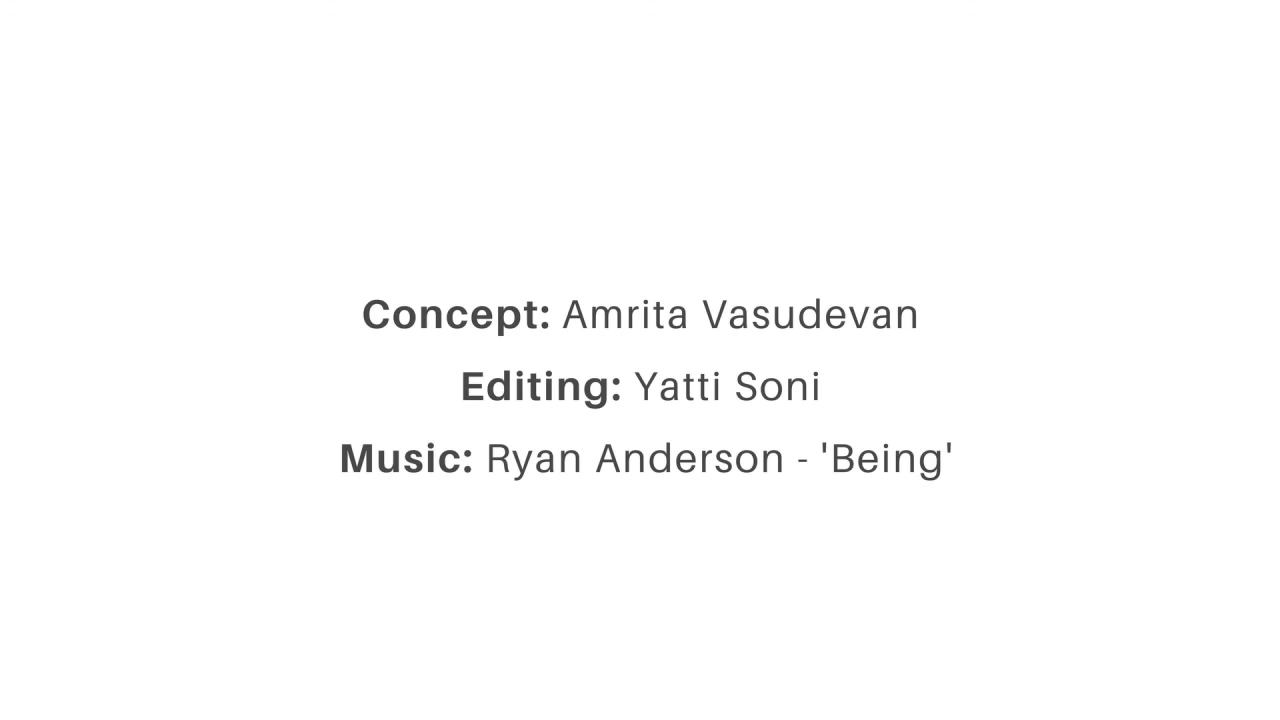 Concept: Amrita Vasudevan
Editing: Yatti Soni
Music: Ryan Anderson - 'Being'